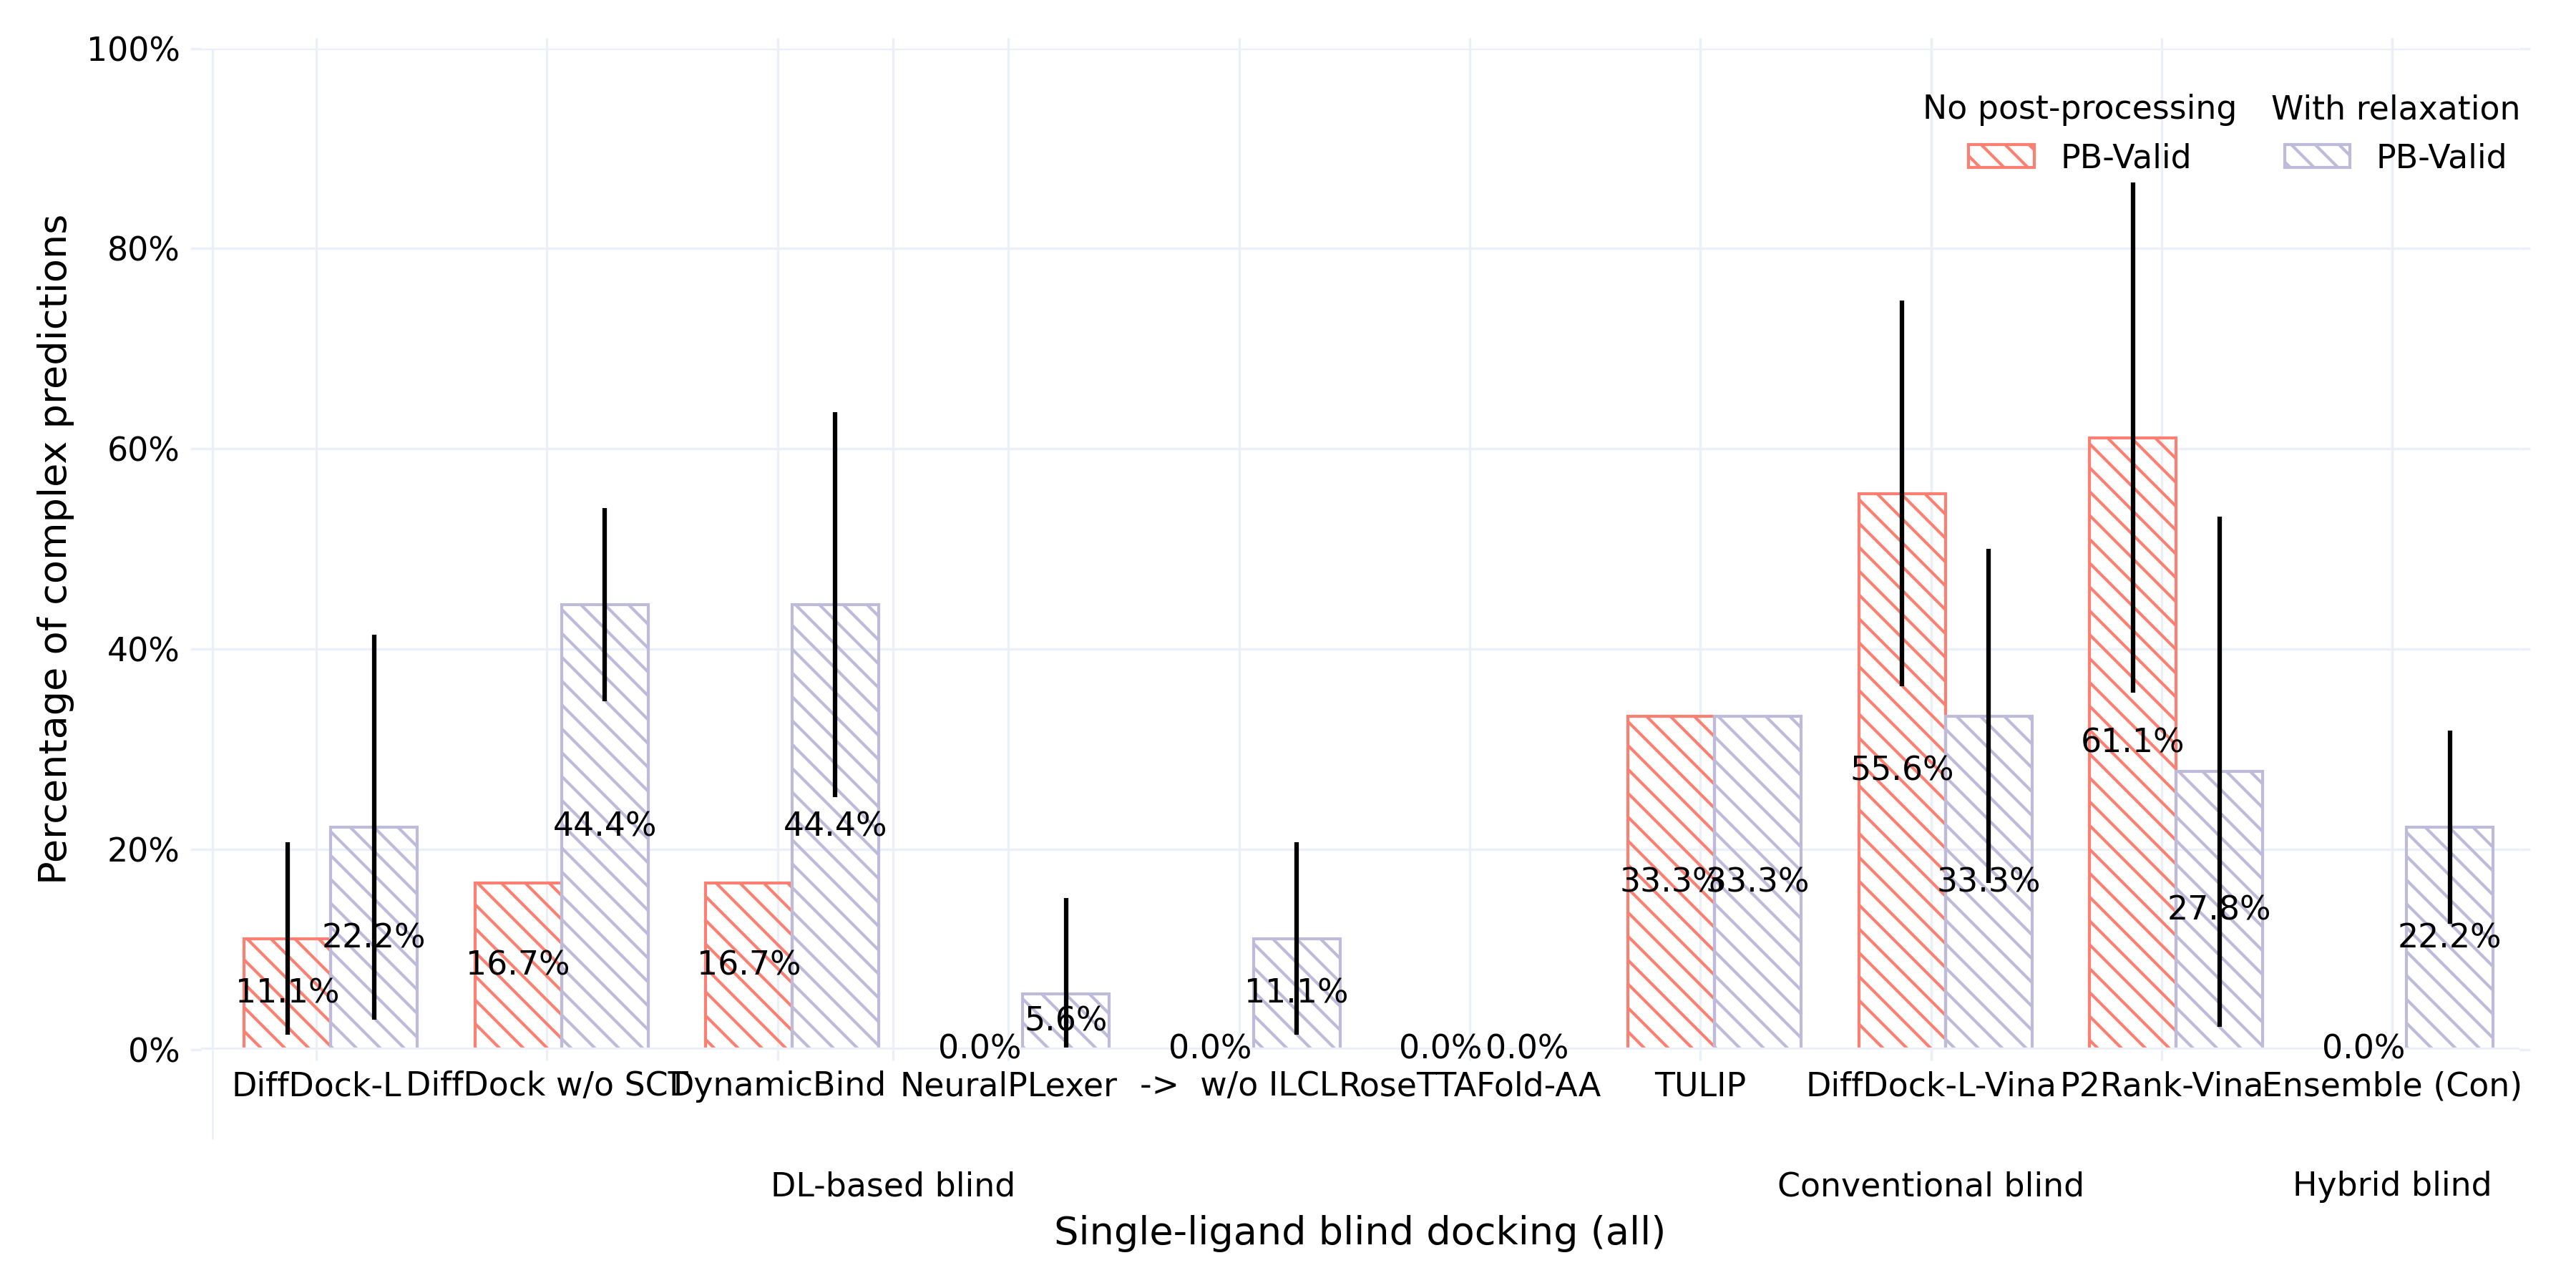 100%
80%
60%
40%
20%
0%
Percentage of complex predictions
No post-processing
PB-Valid
With relaxation
PB-Valid
11.1%
22.2%
16.7%
44.4%
16.7%
44.4%
0.0%
5.6%
0.0%
11.1%
0.0%
0.0%
33.3%
33.3%
55.6%
33.3%
61.1%
27.8%
0.0%
22.2%
DiffDock-L
DiffDock w/o SCT
DynamicBind
NeuralPLexer
-> w/o ILCL
RoseTTAFold-AA
TULIP
DiffDock-L-Vina
P2Rank-Vina
Ensemble (Con)
DL-based blind
Conventional blind
Hybrid blind
Single-ligand blind docking (all)